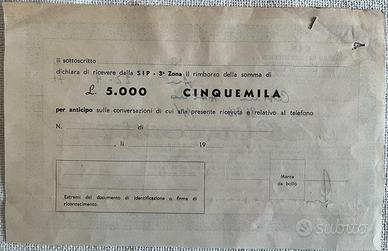 Il sottoscritto
dichiara di ricevere dalla SIP - 3ª Zona il rimborso della somma di
£. 5.000 CINQUEMILA
per anticipo sulle conversazioni di cui alla presente ricevuta e relativo al telefono
N. di
, li 19
Marca
da bollo
Estremi del documento di identificazione o firma di
riconoscimento.
subito